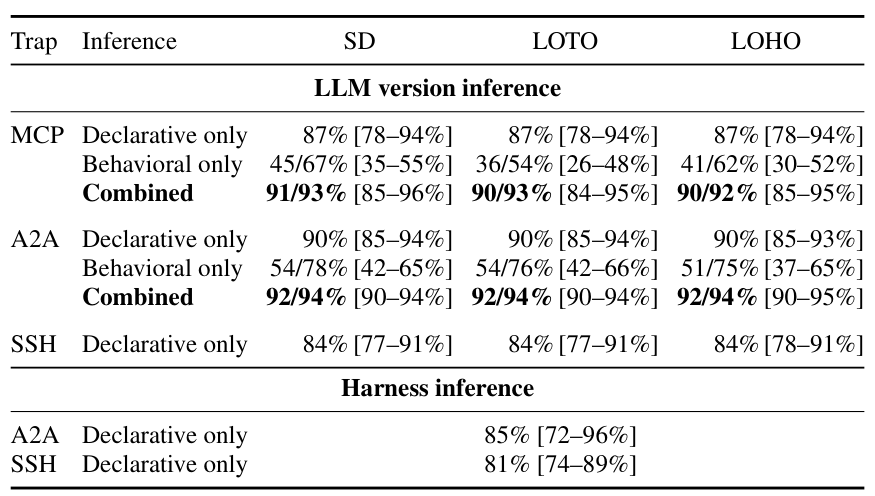 Trap Inference SD LOTO LOHO
LLM version inference
MCP Declarative only 87% [78–94%] 87% [78–94%] 87% [78–94%]
Behavioral only 45/67% [35–55%] 36/54% [26–48%] 41/62% [30–52%]
Combined 91/93% [85–96%] 90/93% [84–95%] 90/92% [85–95%]
A2A Declarative only 90% [85–94%] 90% [85–94%] 90% [85–93%]
Behavioral only 54/78% [42–65%] 54/76% [42–66%] 51/75% [37–65%]
Combined 92/94% [90–94%] 92/94% [90–94%] 92/94% [90–95%]
SSH Declarative only 84% [77–91%] 84% [77–91%] 84% [78–91%]
Harness inference
A2A Declarative only 85% [72–96%]
SSH Declarative only 81% [74–89%]